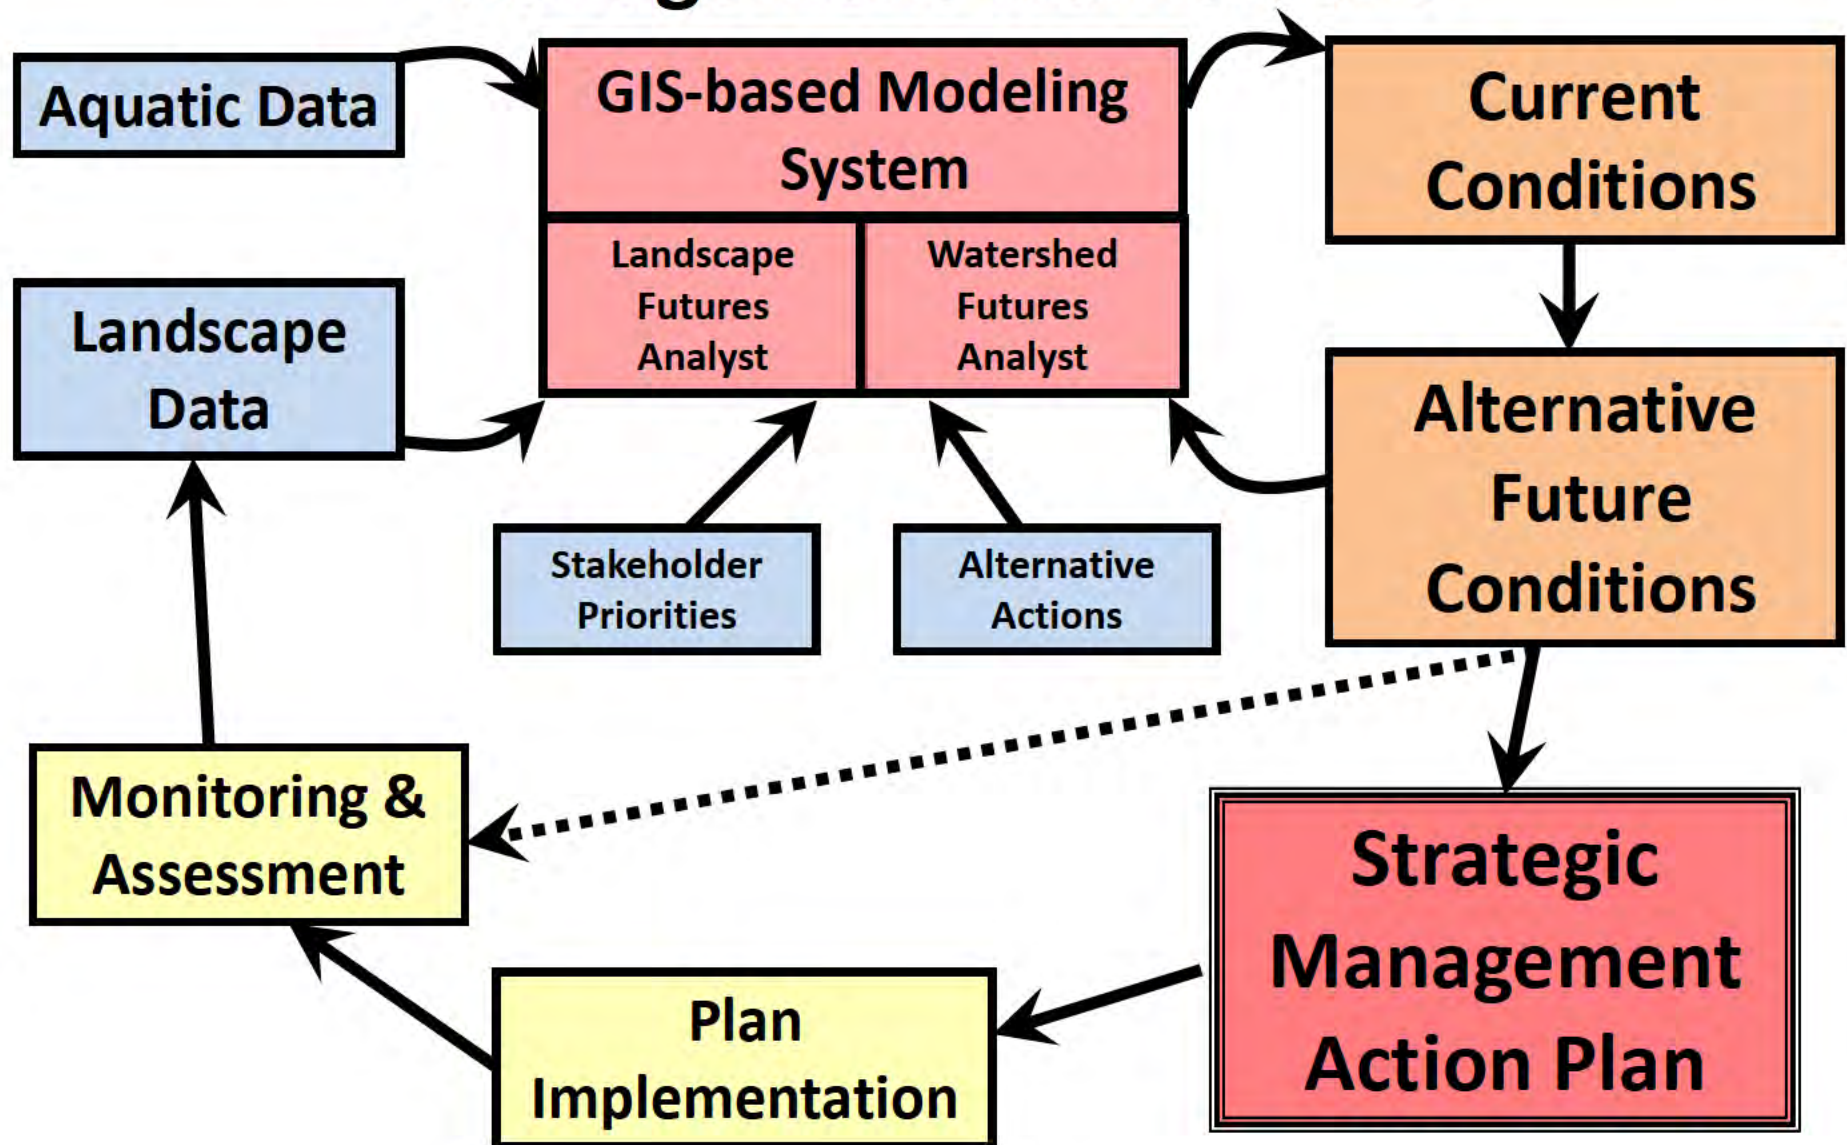 Aquatic Data
GIS-based Modeling
System
Current
Conditions
Landscape
Futures
Analyst
Watershed
Futures
Analyst
Landscape
Data
Alternative
Future
Conditions
Stakeholder
Priorities
Alternative
Actions
Monitoring &
Assessment
Strategic
Management
Action Plan
Plan
Implementation